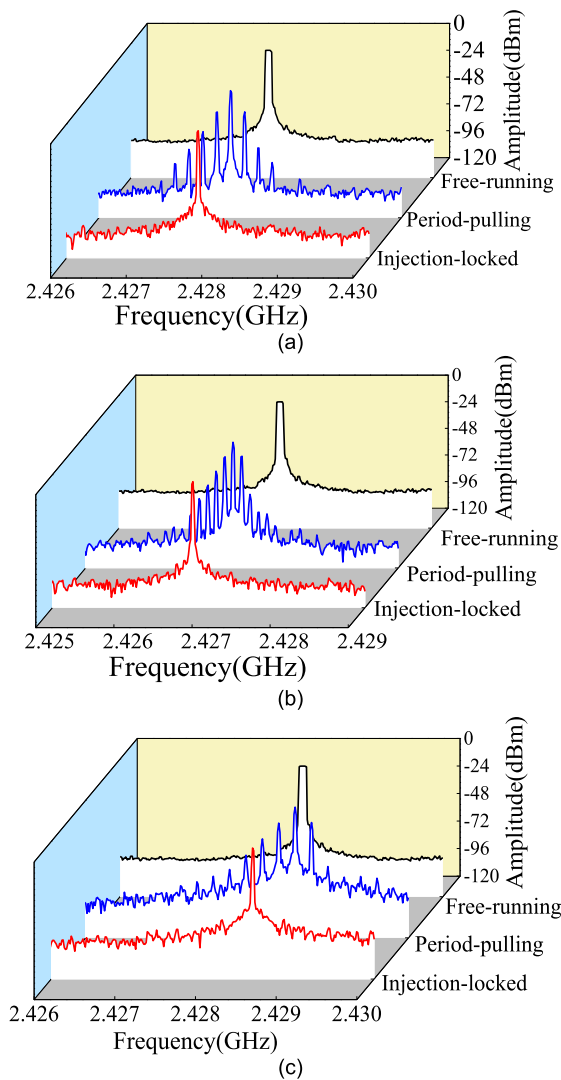 0
-24
-48
-72
-96
-120
Amplitude(dBm)
Free-running
Period-pulling
Injection-locked
2.426 2.427 2.428 2.429 2.430
Frequency(GHz)
(a)
0
-24
-48
-72
-96
-120
Amplitude(dBm)
Free-running
Period-pulling
Injection-locked
2.425 2.426 2.427 2.428 2.429
Frequency(GHz)
(b)
0
-24
-48
-72
-96
-120
Amplitude(dBm)
Free-running
Period-pulling
Injection-locked
2.426 2.427 2.428 2.429 2.430
Frequency(GHz)
(c)